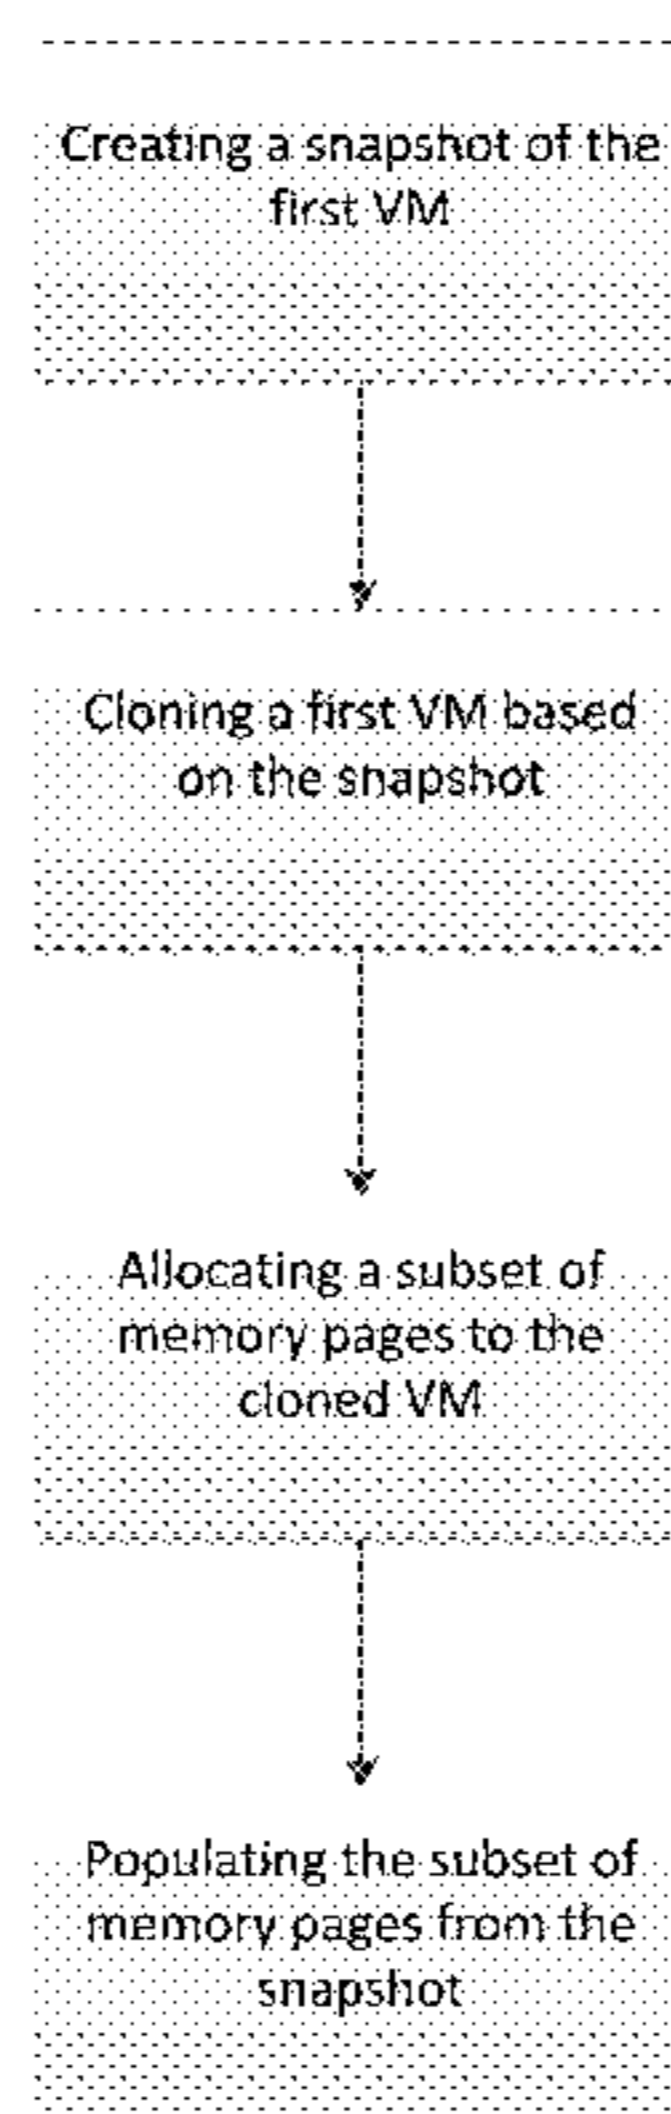 Creating a snapshot of the
first VM
Cloning a first VM based
on the snapshot
Allocating a subset of
memory pages to the
cloned VM
Populating the subset of
memory pages from the
snapshot